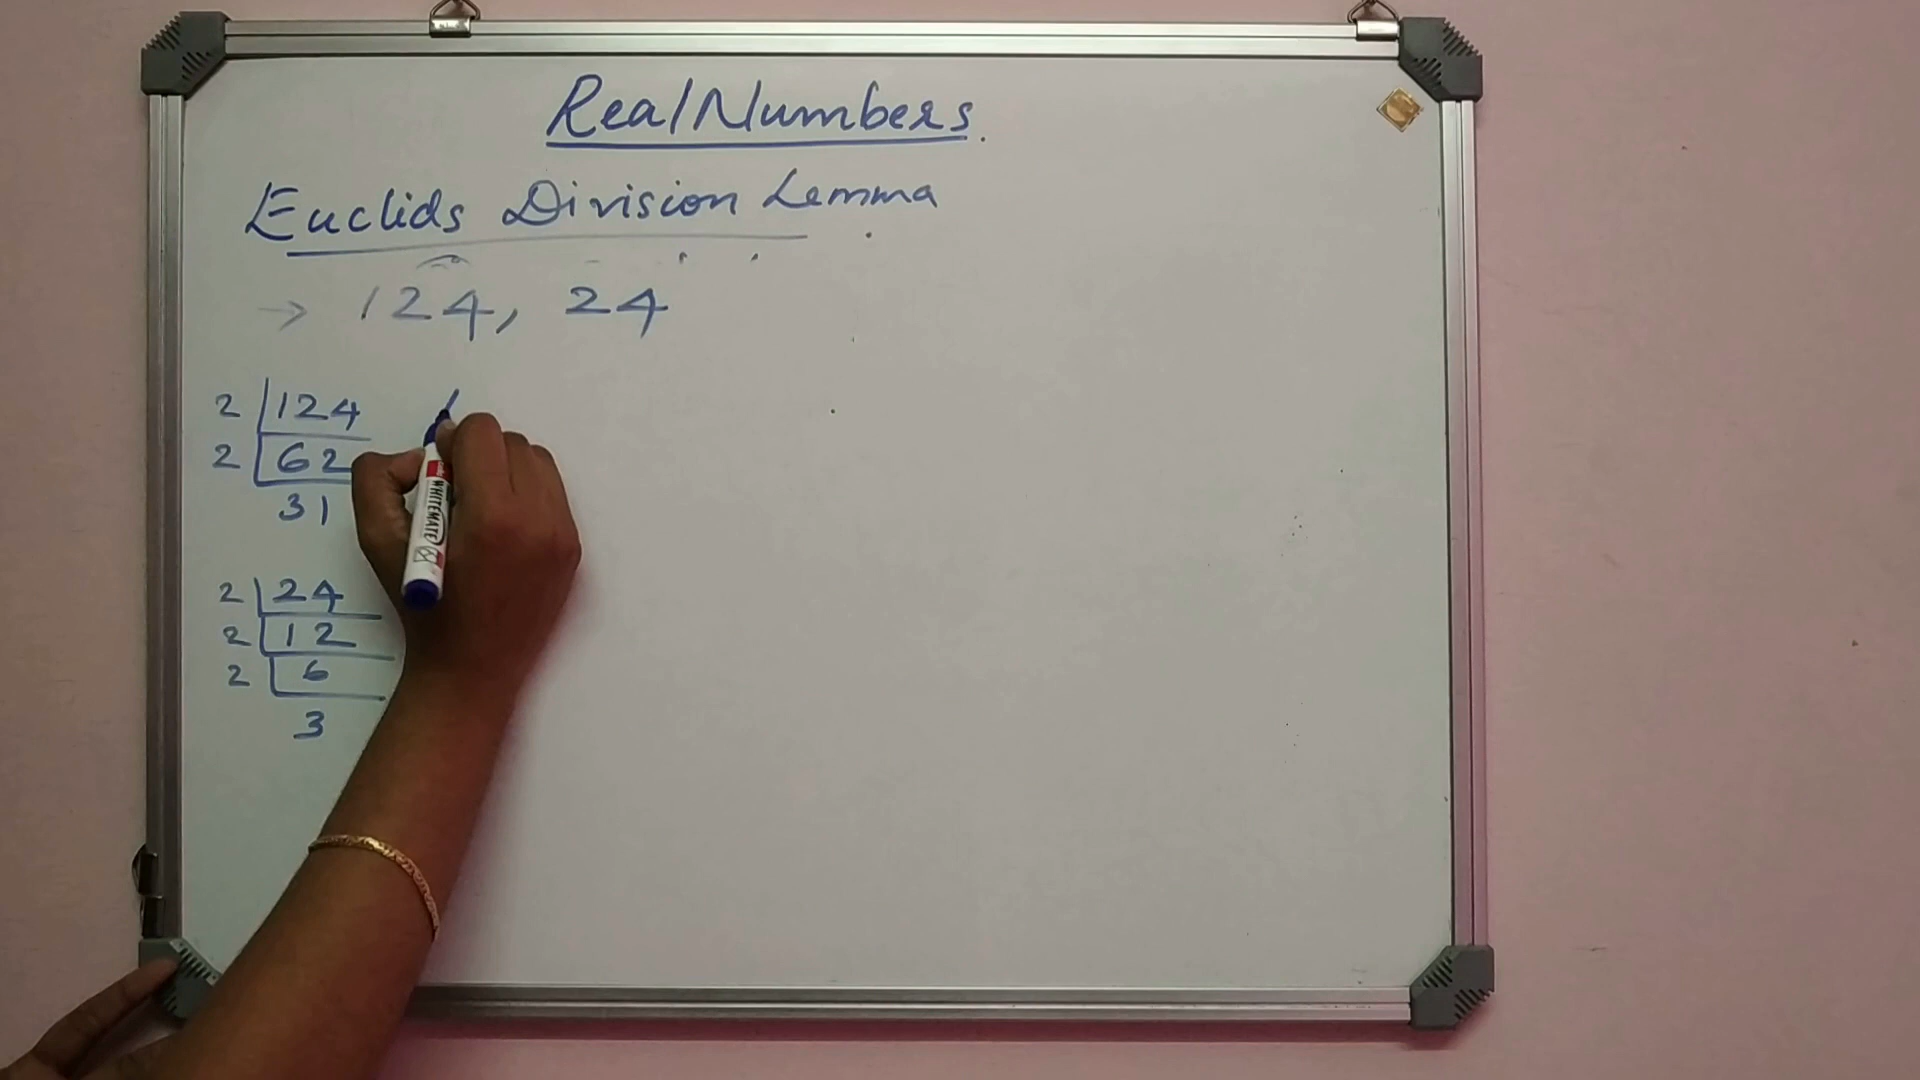 Real Numbers.
Euclids Division Lemma
→ 124, 24
2 | 124
2 | 62
31
2 | 24
2 | 12
2 | 6
3
WHITEMATE